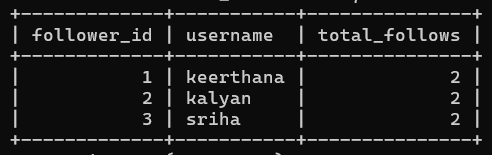 +-------------+-----------+---------------+
| follower_id | username  | total_follows |
+-------------+-----------+---------------+
|           1 | keerthana |             2 |
|           2 | kalyan    |             2 |
|           3 | sriha     |             2 |
+-------------+-----------+---------------+